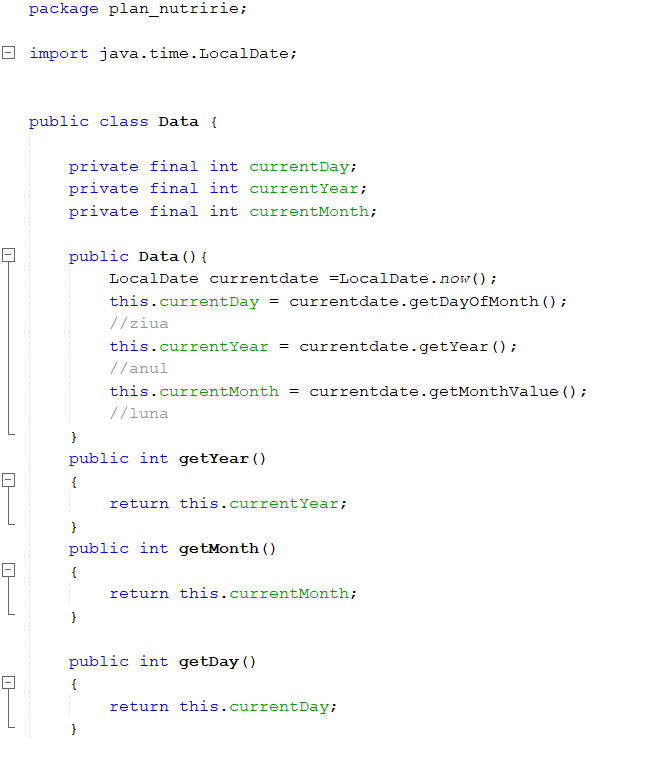 package plan_nutririe;
import java.time.LocalDate;
public class Data {
private final int currentDay;
private final int currentYear;
private final int currentMonth;
public Data(){
LocalDate currentdate =LocalDate.now();
this.currentDay = currentdate.getDayOfMonth();
//ziua
this.currentYear = currentdate.getYear();
//anul
this.currentMonth = currentdate.getMonthValue();
//luna
}
public int getYear()
{
return this.currentYear;
}
public int getMonth()
{
return this.currentMonth;
}
public int getDay()
{
return this.currentDay;
}